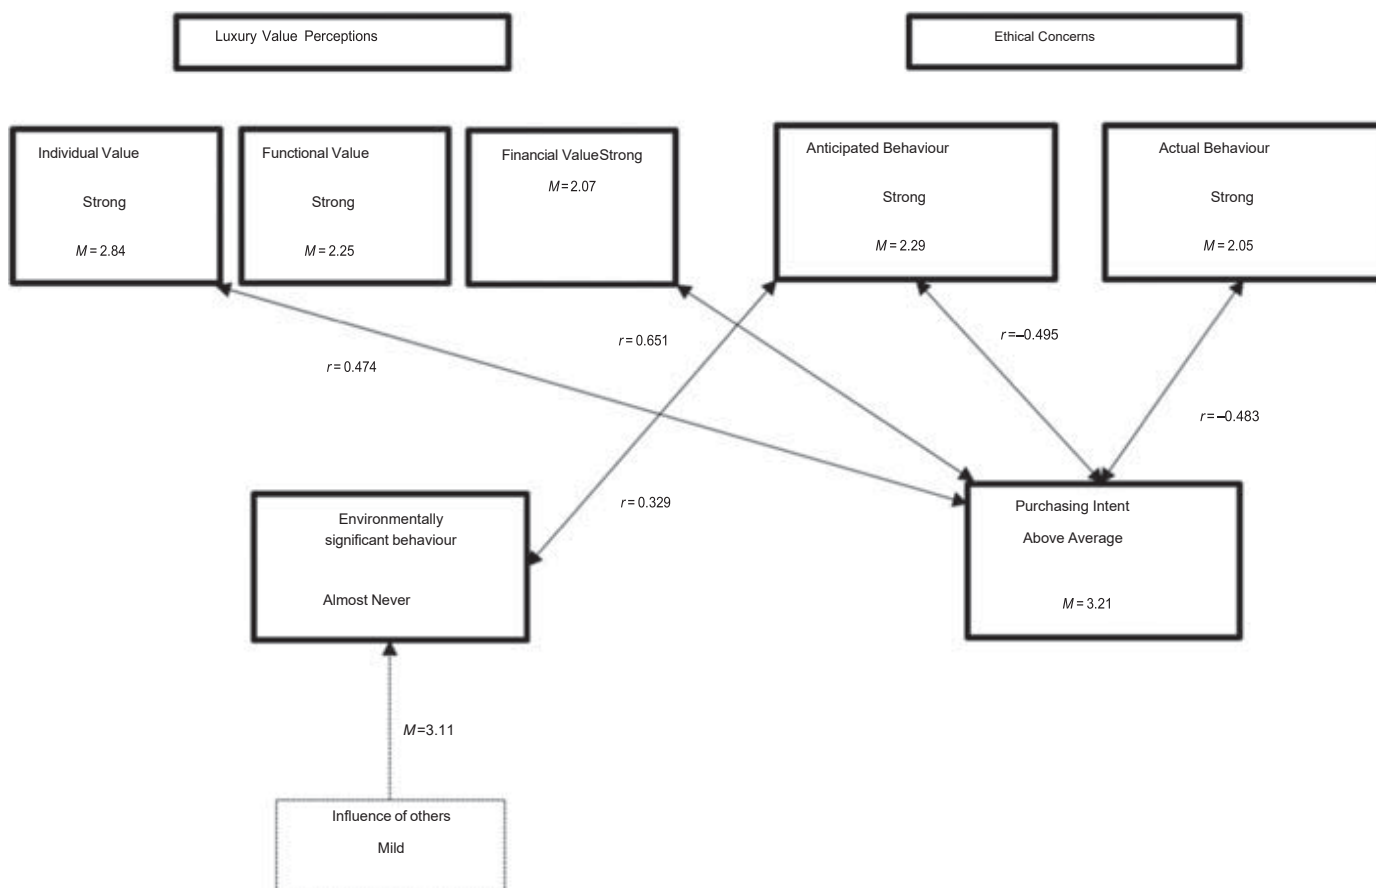 Luxury Value Perceptions
Ethical Concerns
Individual Value
Strong
M = 2.84
Functional Value
Strong
M = 2.25
Financial ValueStrong
M = 2.07
Anticipated Behaviour
Strong
M = 2.29
Actual Behaviour
Strong
M = 2.05
r = 0.474
r = 0.651
r = –0.495
r = –0.483
r = 0.329
Environmentally
significant behaviour
Almost Never
Purchasing Intent
Above Average
M = 3.21
M=3.11
Influence of others
Mild